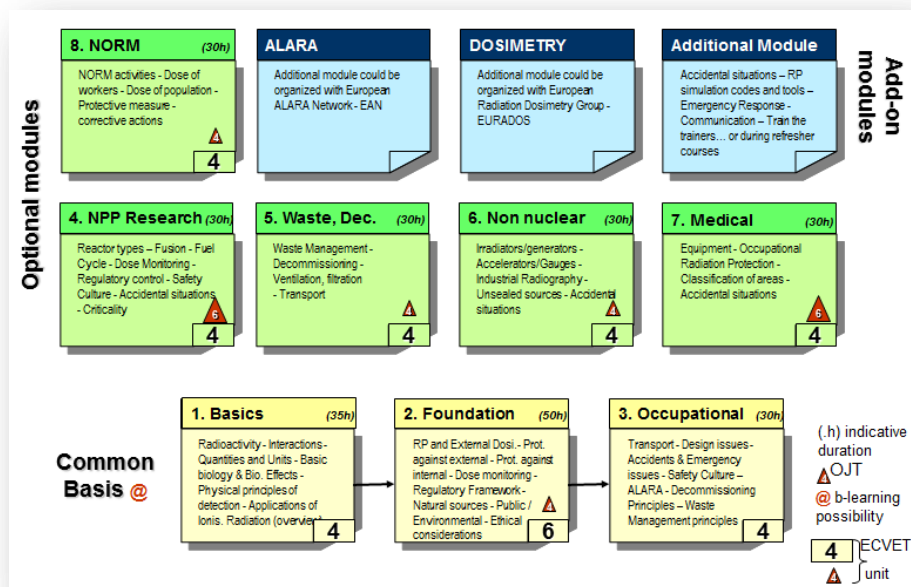 8. NORM (30h)
NORM activities - Dose of
workers - Dose of population -
Protective measure -
corrective actions
4
4
ALARA
Additional module could be
organized with European
ALARA Network - EAN
DOSIMETRY
Additional module could be
organized with European
Radiation Dosimetry Group -
EURADOS
Additional Module
Accidental situations – RP
simulation codes and tools –
Emergency Response -
Communication – Train the
trainers… or during refresher
courses
Add-on
modules
Optional modules
4. NPP Research (30h)
Reactor types – Fusion - Fuel
Cycle - Dose Monitoring -
Regulatory control - Safety
Culture - Accidental situations
- Criticality
6
4
5. Waste, Dec. (30h)
Waste Management -
Decommissioning -
Ventilation, filtration
- Transport
4
4
6. Non nuclear (30h)
Irradiators/generators -
Accelerators/Gauges -
Industrial Radiography -
Unsealed sources - Accidental
situations
4
4
7. Medical (30h)
Equipment - Occupational
Radiation Protection -
Classification of areas -
Accidental situations
6
4
Common
Basis @
1. Basics (35h)
Radioactivity - Interactions -
Quantities and Units - Basic
biology & Bio. Effects -
Physical principles of
detection - Applications of
Ionis. Radiation (overview)
4
2. Foundation (50h)
RP and External Dosi.- Prot.
against external - Prot. against
internal - Dose monitoring -
Regulatory Framework-
Natural sources - Public /
Environmental - Ethical
considerations
4
6
3. Occupational (30h)
Transport - Design issues -
Accidents & Emergency
issues - Safety Culture –
ALARA - Decommissioning
Principles – Waste
Management principles
4
(.h) indicative
duration
4 OJT
@ b-learning
possibility
4 ECVET
4 unit